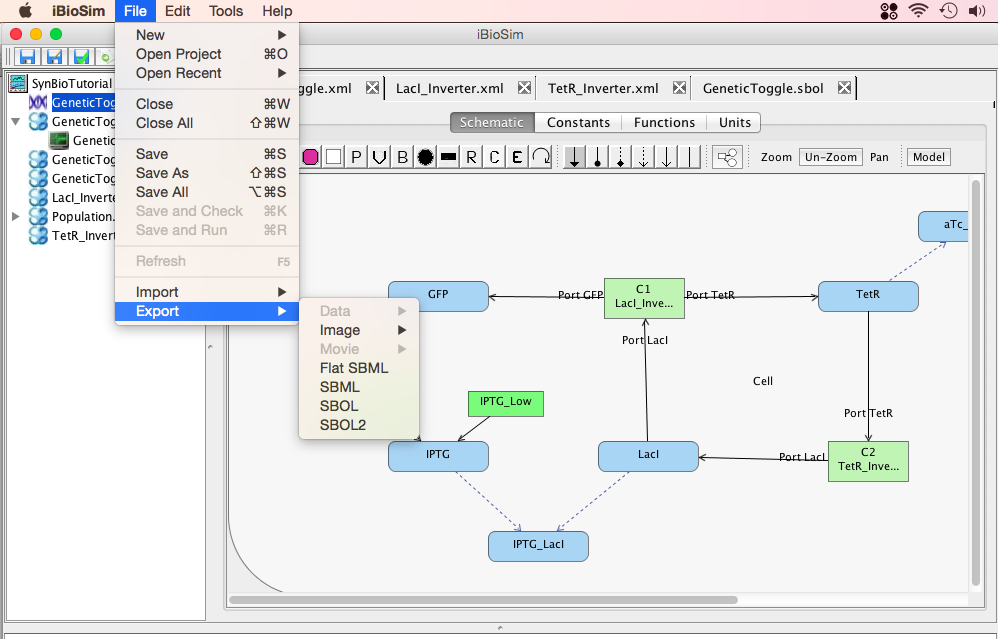 iBioSim File Edit Tools Help
iBioSim
New
Open Project ⌘O
Open Recent
Close ⌘W
Close All ⇧⌘W
Save ⌘S
Save As ⇧⌘S
Save All ⌥⌘S
Save and Check ⌘K
Save and Run ⌘R
Refresh F5
Import
Export
Data
Image
Movie
Flat SBML
SBML
SBOL
SBOL2
SynBioTutorial
GeneticTog
GeneticTog
Genetic
GeneticTog
GeneticTog
LacI_Inverte
Population.
TetR_Invert
ggle.xml LacI_Inverter.xml TetR_Inverter.xml GeneticToggle.sbol
Schematic Constants Functions Units
P V B R C E Zoom Un-Zoom Pan Model
aTc_
GFP Port GFP C1 LacI_Inve... Port TetR TetR
Port LacI
Cell
IPTG_Low
Port TetR
IPTG LacI Port LacI C2 TetR_Inve...
IPTG_LacI